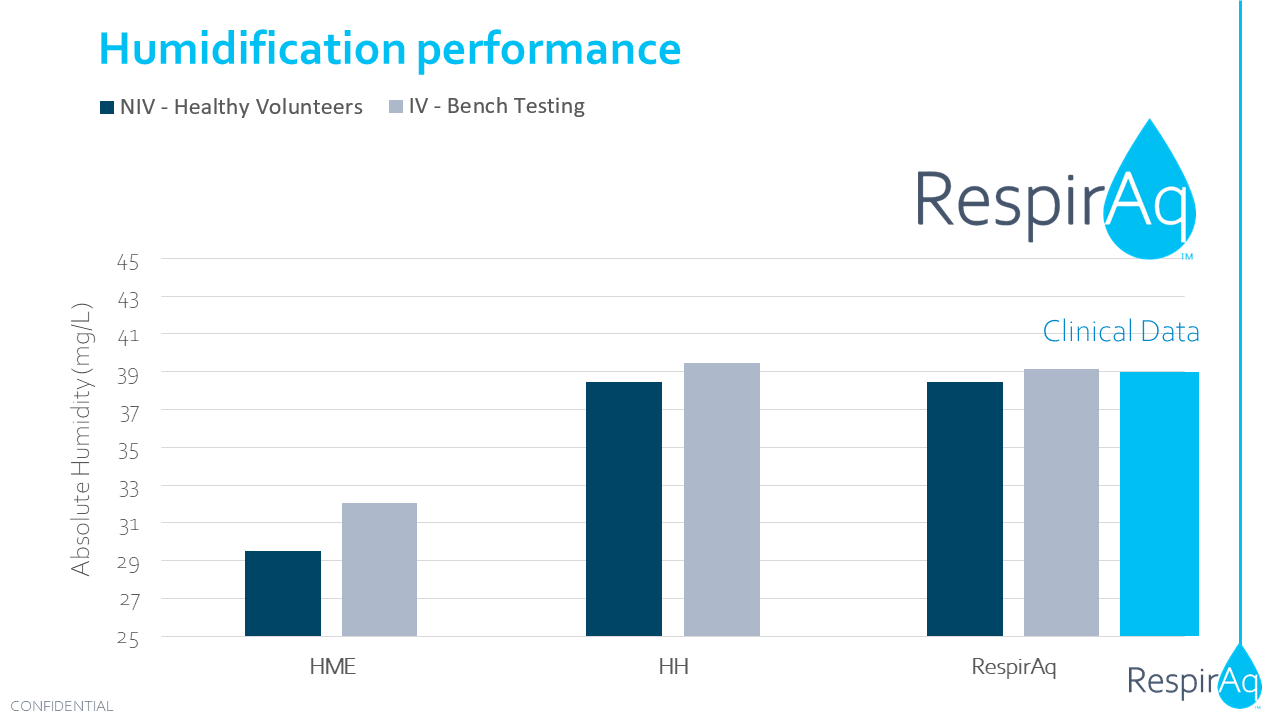 Humidification performance
NIV - Healthy Volunteers
IV - Bench Testing
RespirAq
TM
45
43
41
39
37
35
33
31
29
27
25
Absolute Humidity (mg/L)
Clinical Data
HME
HH
RespirAq
RespirAq
TM
CONFIDENTIAL